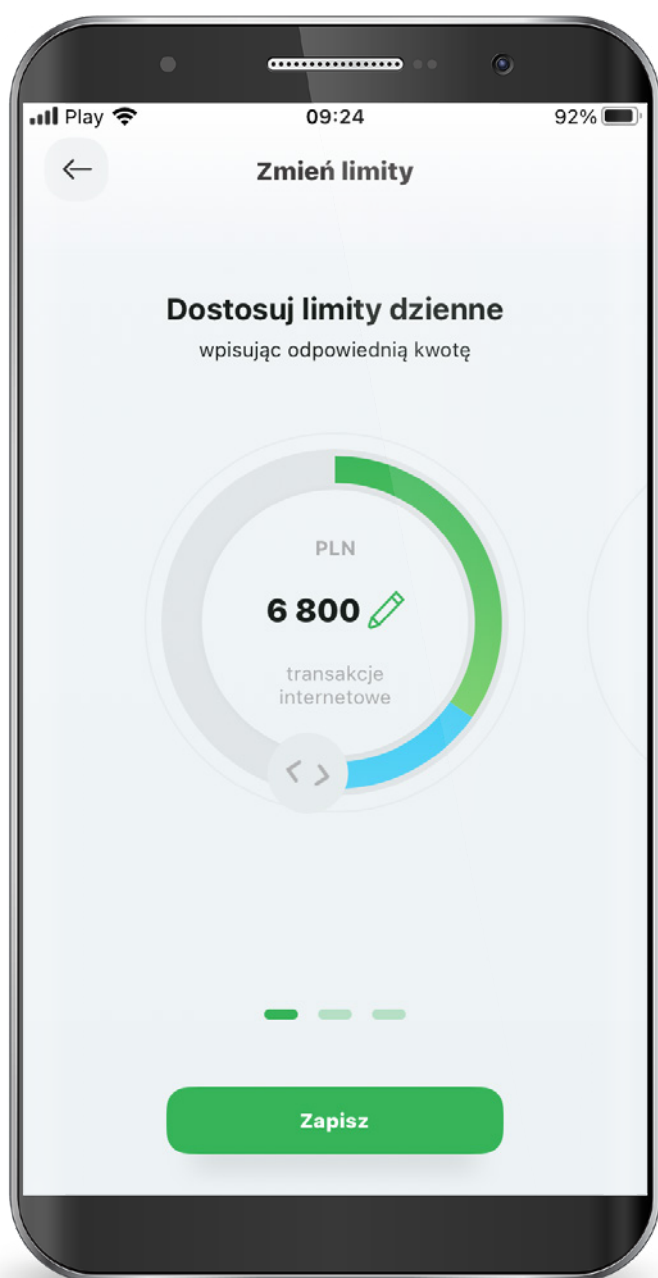 Play 09:24 92%
Zmień limity
Dostosuj limity dzienne
wpisując odpowiednią kwotę
PLN
6 800
transakcje
internetowe
Zapisz